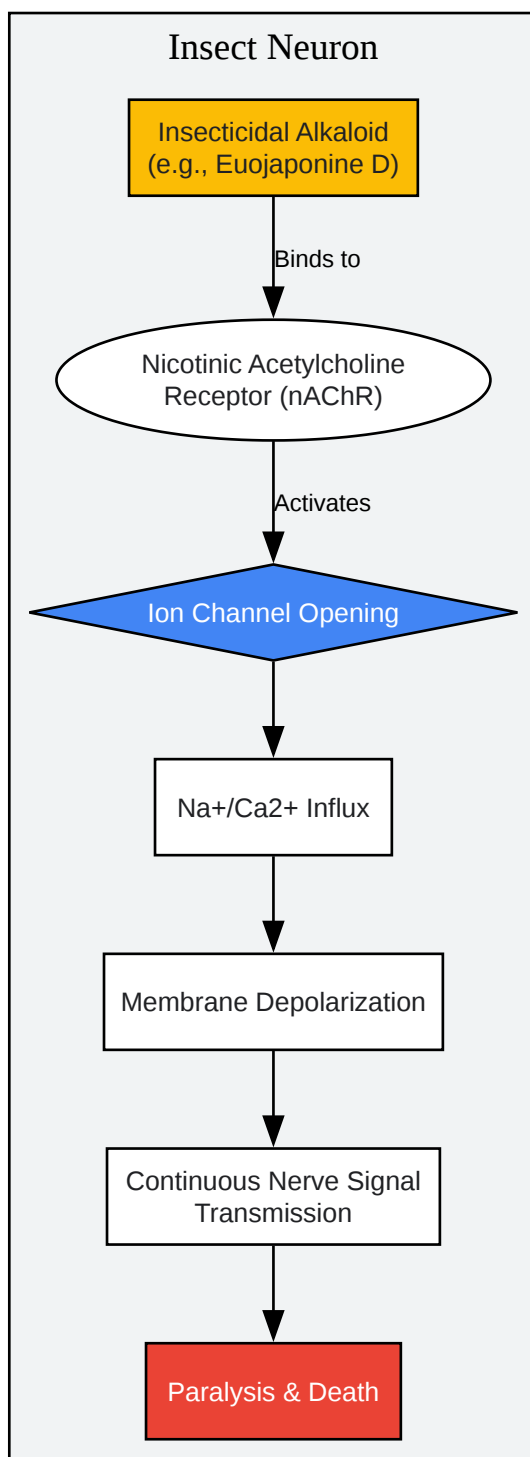 Insect Neuron
Insecticidal Alkaloid
(e.g., Euojaponine D)
Binds to
Nicotinic Acetylcholine
Receptor (nAChR)
Activates
Ion Channel Opening
Na+/Ca2+ Influx
Membrane Depolarization
Continuous Nerve Signal
Transmission
Paralysis & Death